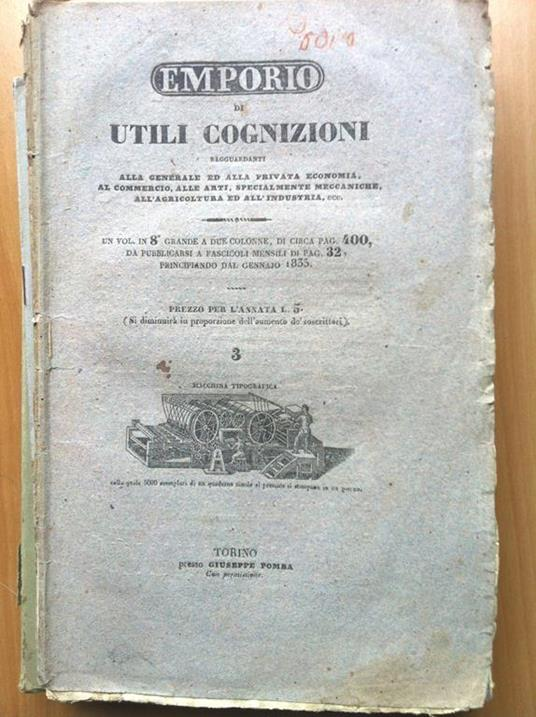 EMPORIO
DI
UTILI COGNIZIONI
RAGGUARDANTI
ALLA GENERALE ED ALLA PRIVATA ECONOMIA,
AL COMMERCIO, ALLE ARTI, SPECIALMENTE MECCANICHE,
ALL'AGRICOLTURA ED ALL'INDUSTRIA, ecc.
UN VOL. IN 8° GRANDE A DUE COLONNE, DI CIRCA PAG. 400,
DA PUBBLICARSI A FASCICOLI MENSILI DI PAG. 32,
PRINCIPIANDO DAL GENNAJO 1835.
PREZZO PER L'ANNATA L. 5.
(Si diminuirà in proporzione dell'aumento de' soscrittori).
3
MACCHINA TIPOGRAFICA
colla quale 5000 esemplari di un quaderno simile al presente si stampano in un giorno.
TORINO
presso GIUSEPPE POMBA
Con permissione.